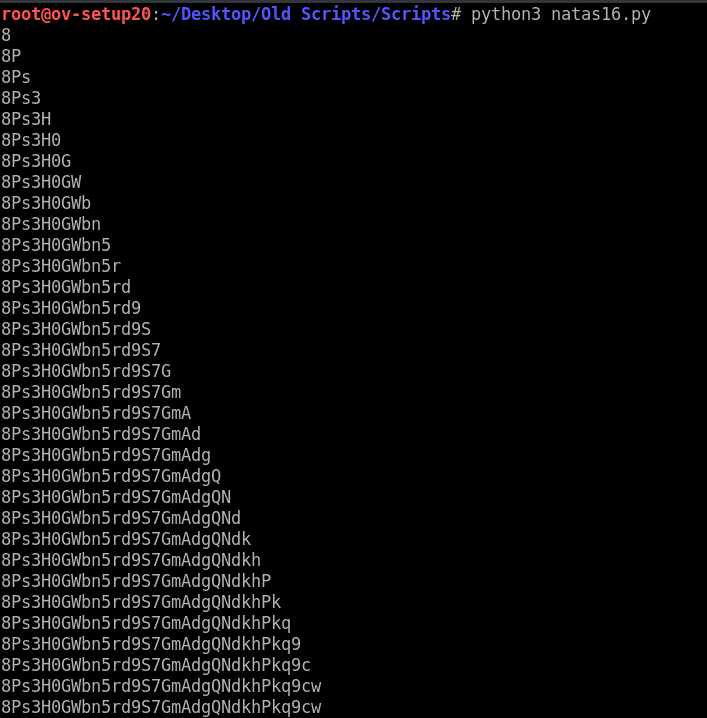 root@ov-setup20:~/Desktop/Old Scripts/Scripts# python3 natas16.py
8
8P
8Ps
8Ps3
8Ps3H
8Ps3H0
8Ps3H0G
8Ps3H0GW
8Ps3H0GWb
8Ps3H0GWbn
8Ps3H0GWbn5
8Ps3H0GWbn5r
8Ps3H0GWbn5rd
8Ps3H0GWbn5rd9
8Ps3H0GWbn5rd9S
8Ps3H0GWbn5rd9S7
8Ps3H0GWbn5rd9S7G
8Ps3H0GWbn5rd9S7Gm
8Ps3H0GWbn5rd9S7GmA
8Ps3H0GWbn5rd9S7GmAd
8Ps3H0GWbn5rd9S7GmAdg
8Ps3H0GWbn5rd9S7GmAdgQ
8Ps3H0GWbn5rd9S7GmAdgQN
8Ps3H0GWbn5rd9S7GmAdgQNd
8Ps3H0GWbn5rd9S7GmAdgQNdk
8Ps3H0GWbn5rd9S7GmAdgQNdkh
8Ps3H0GWbn5rd9S7GmAdgQNdkhP
8Ps3H0GWbn5rd9S7GmAdgQNdkhPk
8Ps3H0GWbn5rd9S7GmAdgQNdkhPkq
8Ps3H0GWbn5rd9S7GmAdgQNdkhPkq9
8Ps3H0GWbn5rd9S7GmAdgQNdkhPkq9c
8Ps3H0GWbn5rd9S7GmAdgQNdkhPkq9cw
8Ps3H0GWbn5rd9S7GmAdgQNdkhPkq9cw